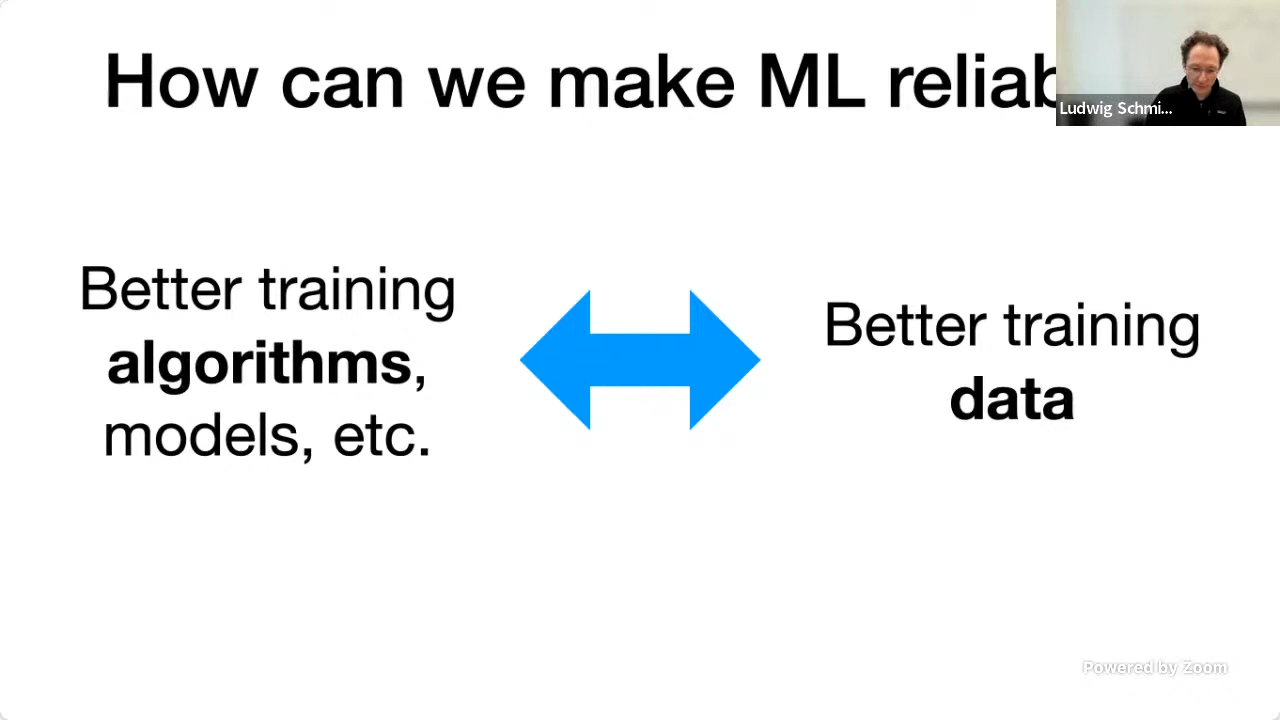 How can we make ML reliab
Ludwig Schmi...
Better training
algorithms,
models, etc.
Better training
data
Powered by Zoom